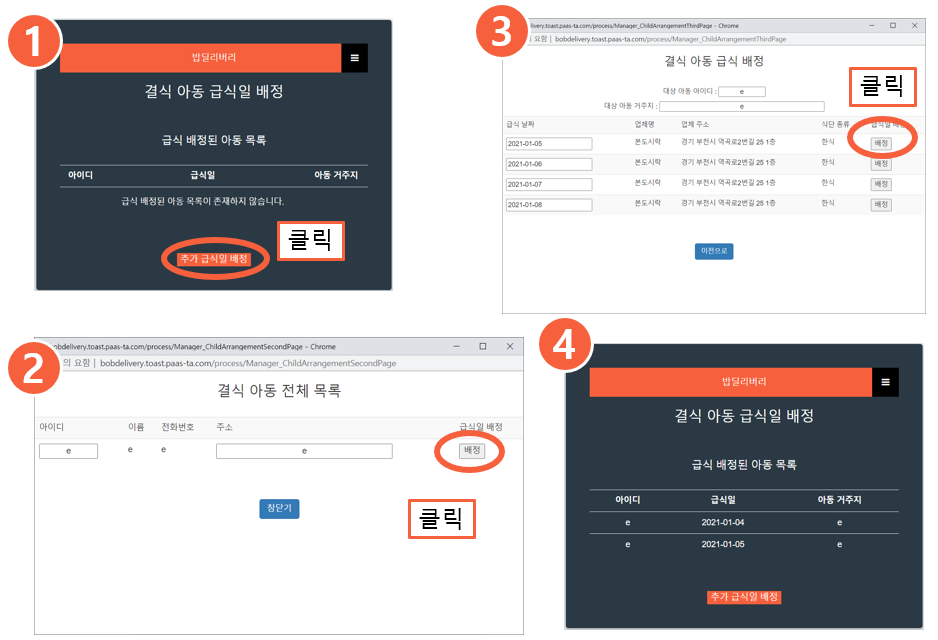 1
밥딜리버리
결식 아동 급식일 배정
급식 배정된 아동 목록
아이디 급식일 아동 거주지
급식 배정된 아동 목록이 존재하지 않습니다.
클릭
추가 급식일 배정
2
bdelivery.toast.paas-ta.com/process/Manager_ChildArrangementSecondPage - Chrome
의 요함 | bobdelivery.toast.paas-ta.com/process/Manager_ChildArrangementSecondPage
결식 아동 전체 목록
아이디 이름 전화번호 주소 급식일 배정
e e e e 배정
창닫기
클릭
3
delivery.toast.paas-ta.com/process/Manager_ChildArrangementThirdPage - Chrome
의 요함 | bobdelivery.toast.paas-ta.com/process/Manager_ChildArrangementThirdPage
결식 아동 급식 배정
대상 아동 아이디 : e
대상 아동 거주지 : e
클릭
급식 날짜 업체명 업체 주소 식단 종류 급식일 배정
2021-01-05 본도시락 경기 부천시 역곡로2번길 25 1층 한식 배정
2021-01-06 본도시락 경기 부천시 역곡로2번길 25 1층 한식 배정
2021-01-07 본도시락 경기 부천시 역곡로2번길 25 1층 한식 배정
2021-01-08 본도시락 경기 부천시 역곡로2번길 25 1층 한식 배정
이전으로
4
밥딜리버리
결식 아동 급식일 배정
급식 배정된 아동 목록
아이디 급식일 아동 거주지
e 2021-01-04 e
e 2021-01-05 e
추가 급식일 배정